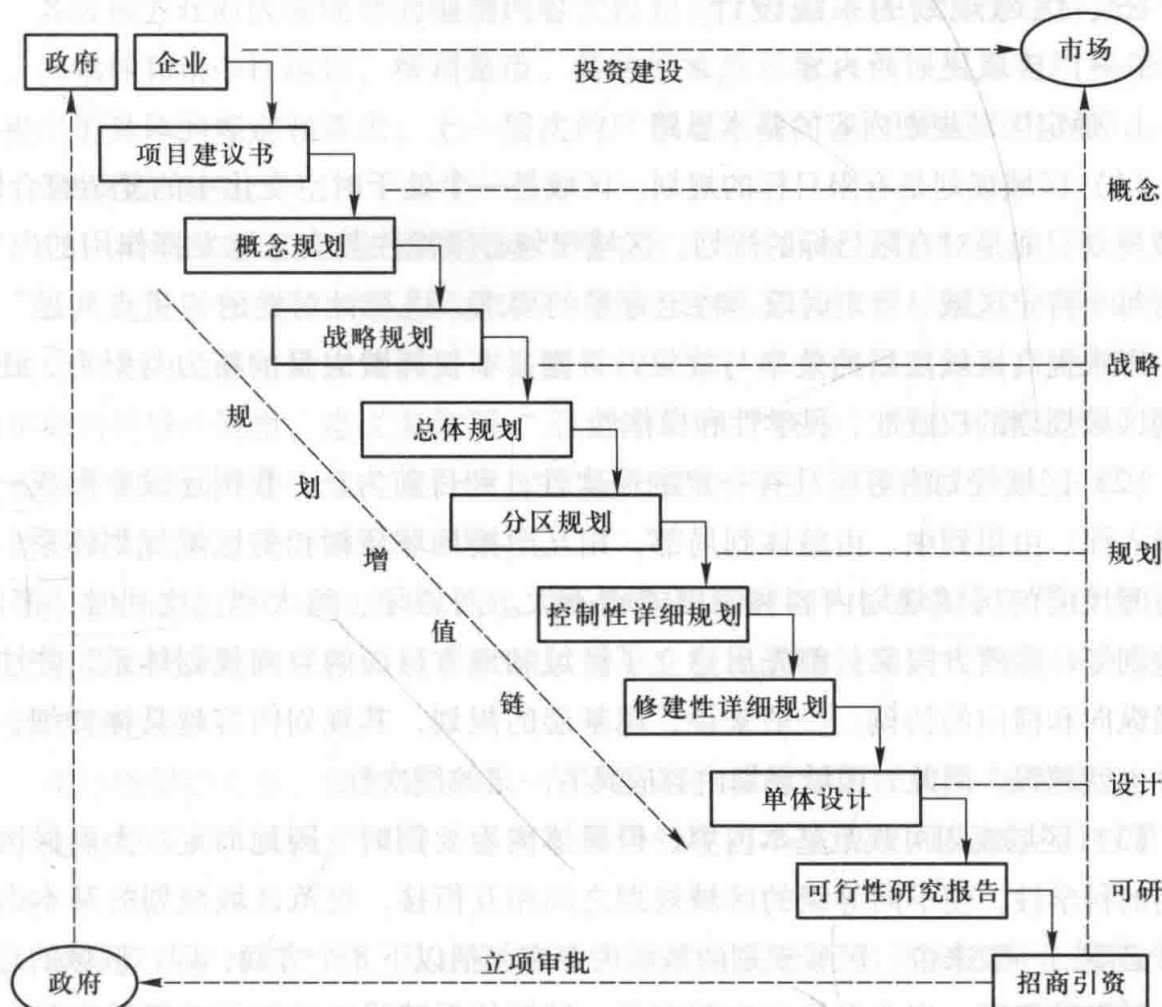 政府
企业
投资建设
市场
项目建议书
概念
概念规划
战略规划
战略
规
总体规划
划
分区规划
规划
增
控制性详细规划
值
链
修建性详细规划
设计
单体设计
可行性研究报告
可研
立项审批
政府
招商引资